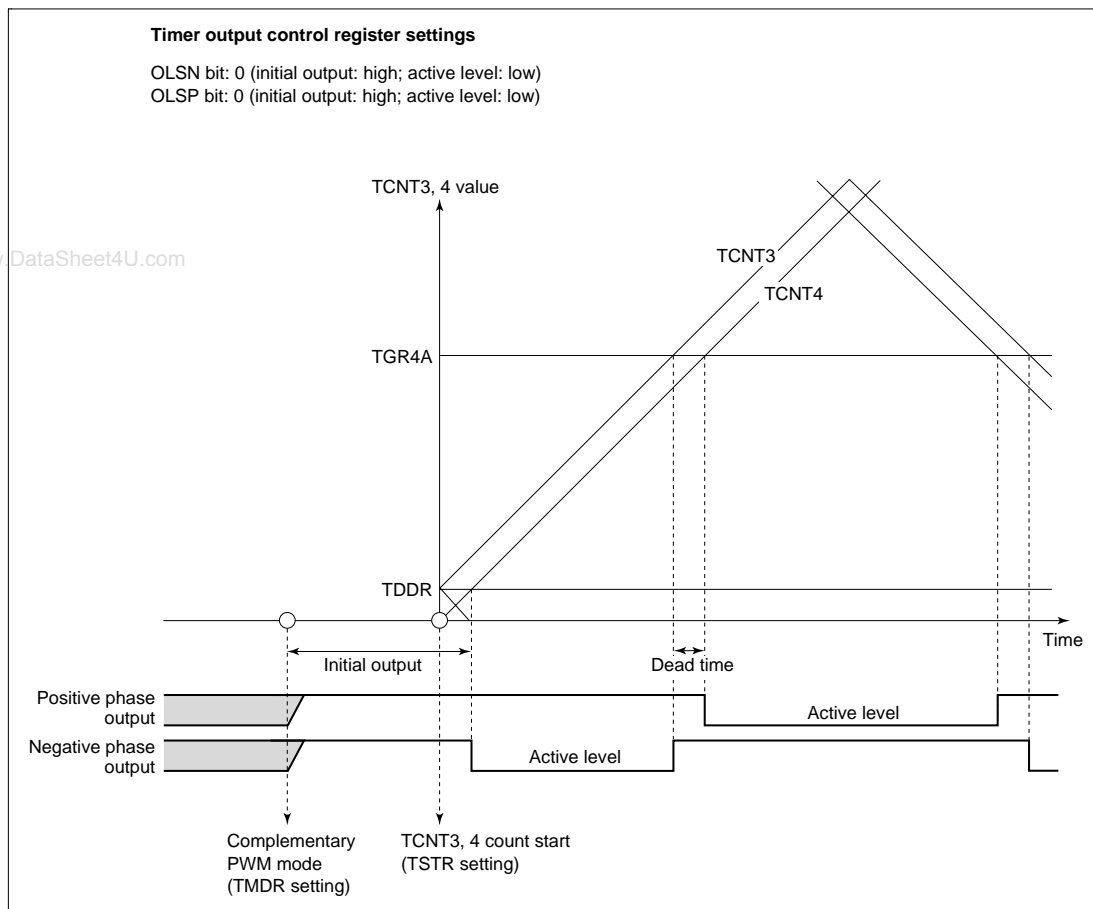 Timer output control register settings
OLSN bit: 0 (initial output: high; active level: low)
OLSP bit: 0 (initial output: high; active level: low)
TCNT3, 4 value
.DataSheet4U.com
TCNT3
TCNT4
TGR4A
TDDR
Time
Initial output
Dead time
Positive phase
output
Active level
Negative phase
output
Active level
Complementary
PWM mode
(TMDR setting)
TCNT3, 4 count start
(TSTR setting)